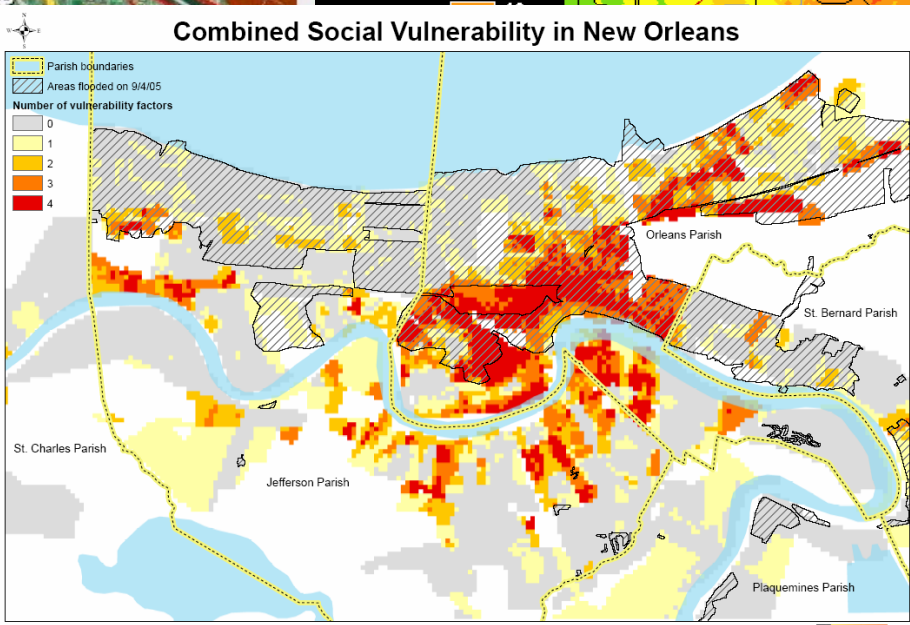 Combined Social Vulnerability in New Orleans
N
W
E
S
Parish boundaries
Areas flooded on 9/4/05
Number of vulnerability factors
0
1
2
3
4
Orleans Parish
St. Bernard Parish
St. Charles Parish
Jefferson Parish
Plaquemines Parish